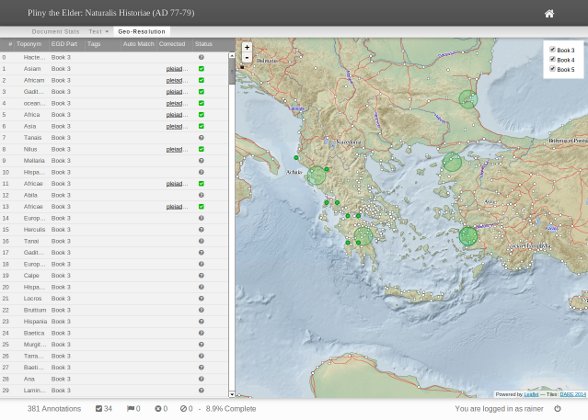 Pliny the Elder: Naturalis Historiae (AD 77-79)
Document Stats Text Geo-Resolution
# Toponym EGD Part Tags Auto Match Corrected Status
0 Hacte... Book 3
1 Asiam Book 3 pleiad...
2 Africam Book 3 pleiad...
3 Gadit... Book 3 pleiad...
4 ocean... Book 3 pleiad...
5 Africa Book 3 pleiad...
6 Asia Book 3 pleiad...
7 Tanais Book 3
8 Nilus Book 3 pleiad...
9 Mellaria Book 3
10 Hispa... Book 3
11 Africae Book 3 pleiad...
12 Abila Book 3
13 Africae Book 3 pleiad...
14 Europ... Book 3
15 Herculis Book 3
16 Tanai Book 3
17 Gadit... Book 3
18 Europ... Book 3
19 Calpe Book 3
20 Hispa... Book 3
21 Locros Book 3
22 Bruttium Book 3
23 Hispania Book 3
24 Baetica Book 3
25 Murgit... Book 3
26 Tarra... Book 3
27 Baeti... Book 3
28 Ana Book 3
29 Lamin... Book 3
+
-
Book 3
Book 4
Book 5
Macedonia
Achaia
Asia
Powered by Leaflet — Tiles: DARE 2014
381 Annotations 34 0 0 0 - 8.9% Complete
You are logged in as rainer